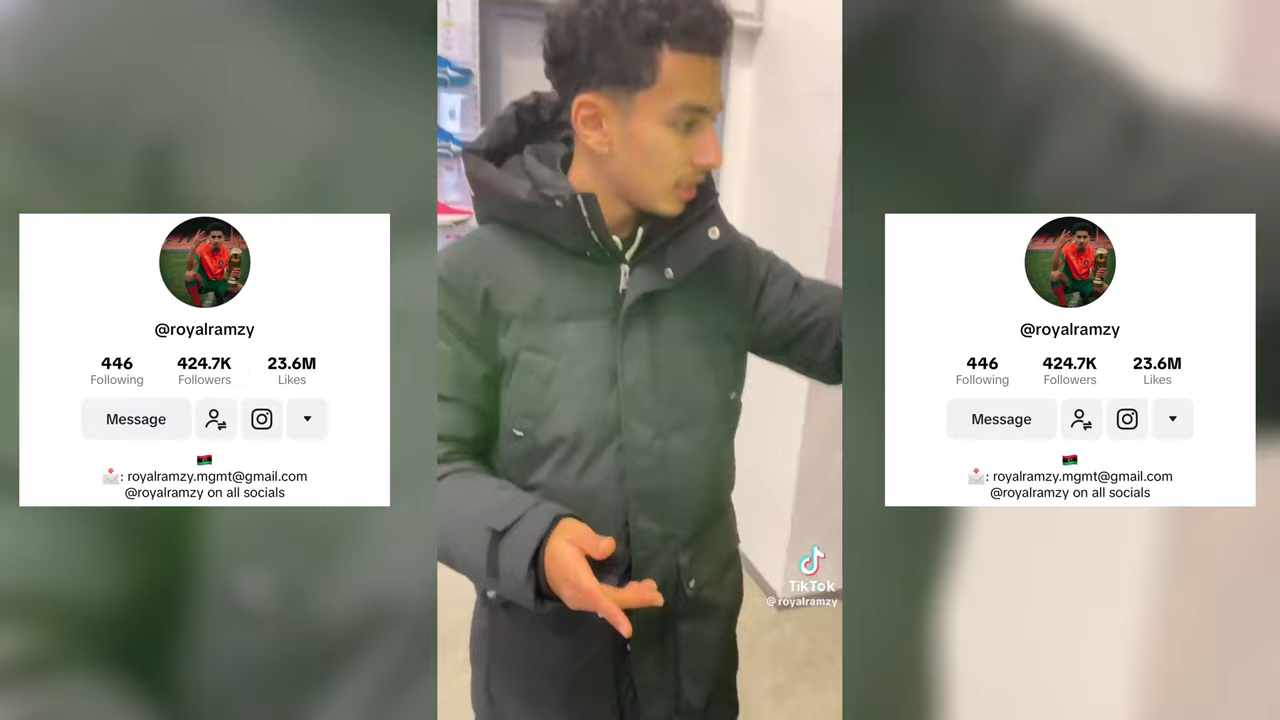 @royalramzy
446 424.7K 23.6M
Following Followers Likes
Message
: royalramzy.mgmt@gmail.com
@royalramzy on all socials
TikTok
@royalramzy
@royalramzy
446 424.7K 23.6M
Following Followers Likes
Message
: royalramzy.mgmt@gmail.com
@royalramzy on all socials